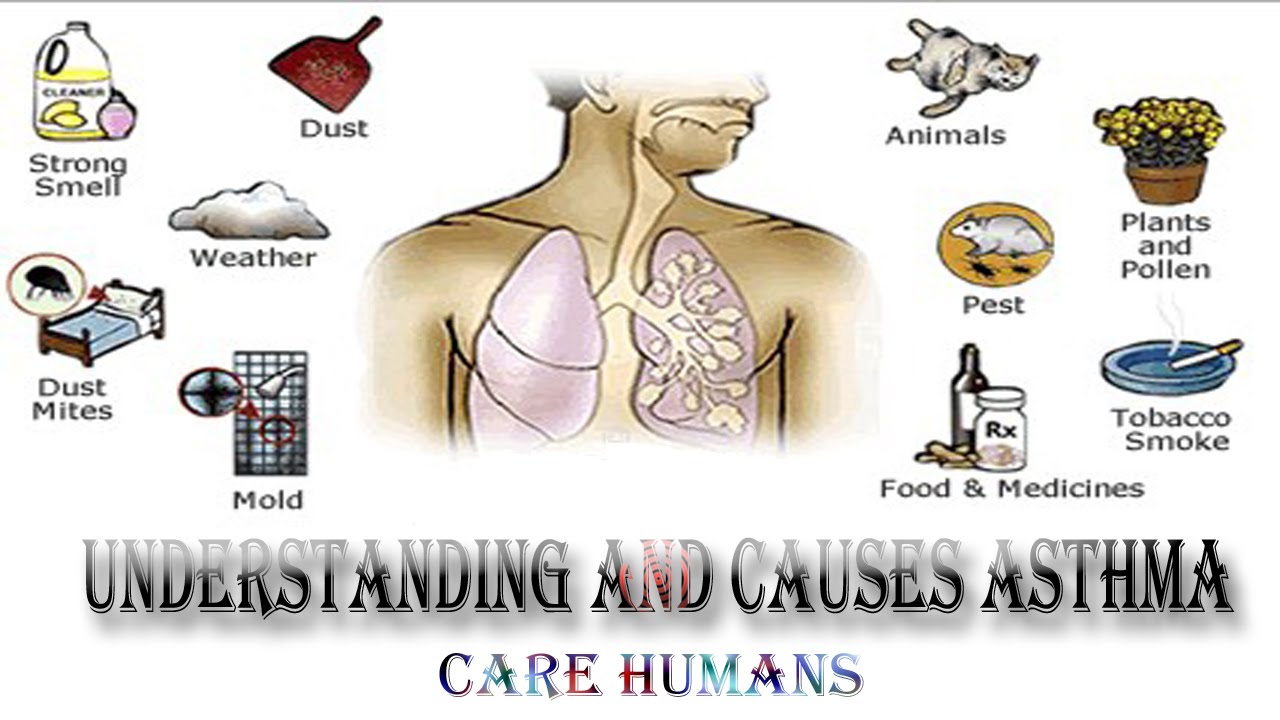 CLEANER
Strong
Smell
Dust
Weather
Dust
Mites
Mold
Animals
Plants
and
Pollen
Pest
Rx
Food & Medicines
Tobacco
Smoke
UNDERSTANDING AND CAUSES ASTHMA
CARE HUMANS